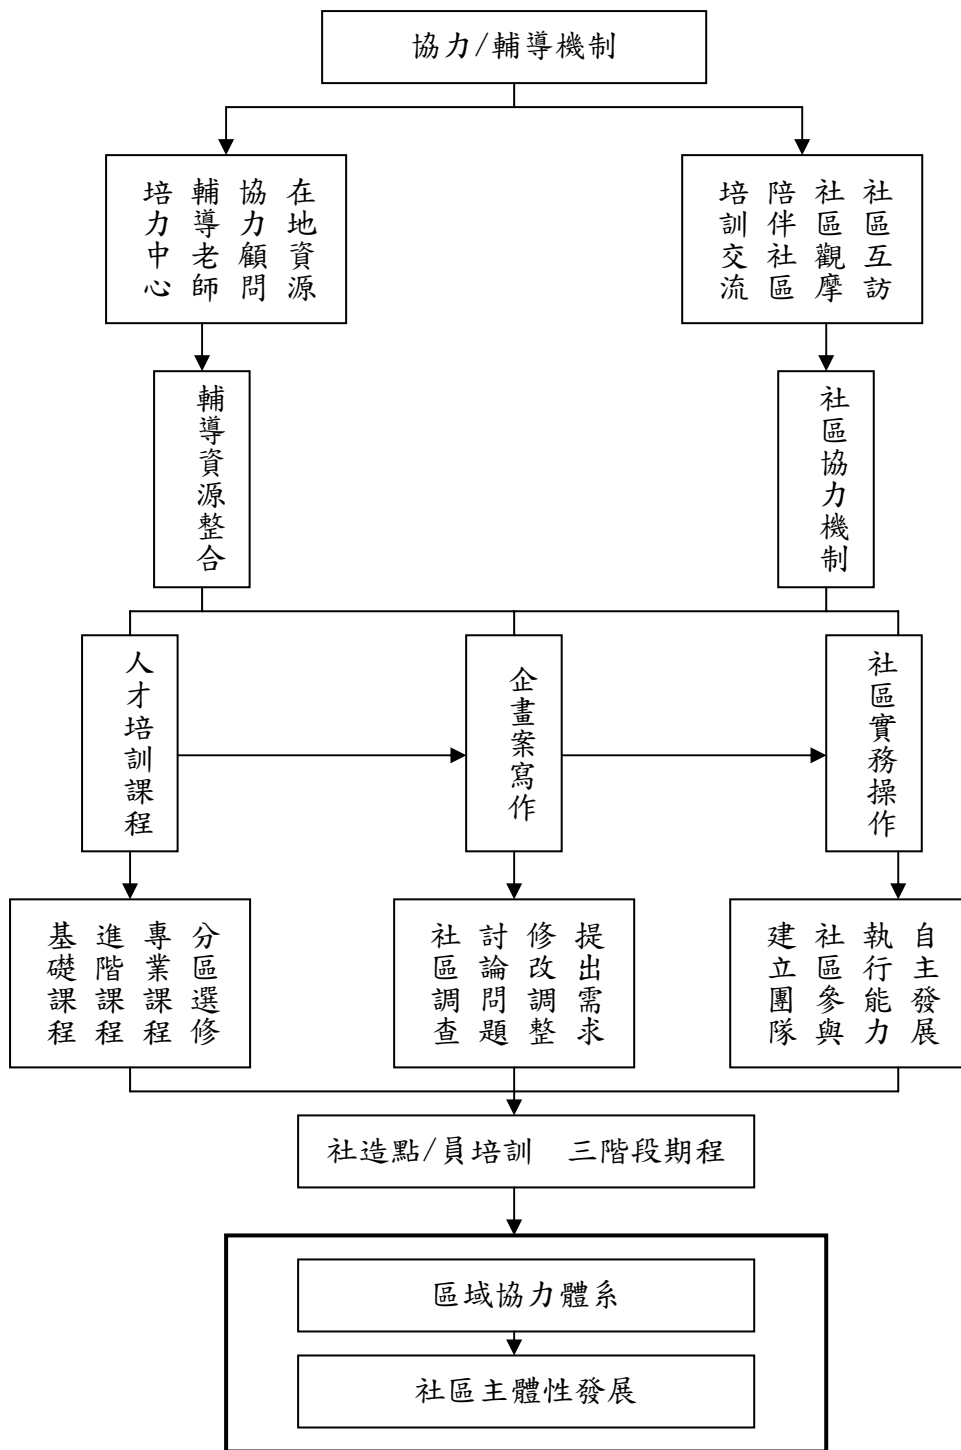 協力/輔導機制
培力中心
輔導老師
協力顧問
在地資源
培訓交流
陪伴社區
社區觀摩
社區互訪
輔導資源整合
社區協力機制
人才培訓課程
企畫案寫作
社區實務操作
基礎課程
進階課程
專業課程
分區選修
社區調查
討論問題
修改調整
提出需求
建立團隊
社區參與
執行能力
自主發展
社造點/員培訓　三階段期程
區域協力體系
社區主體性發展